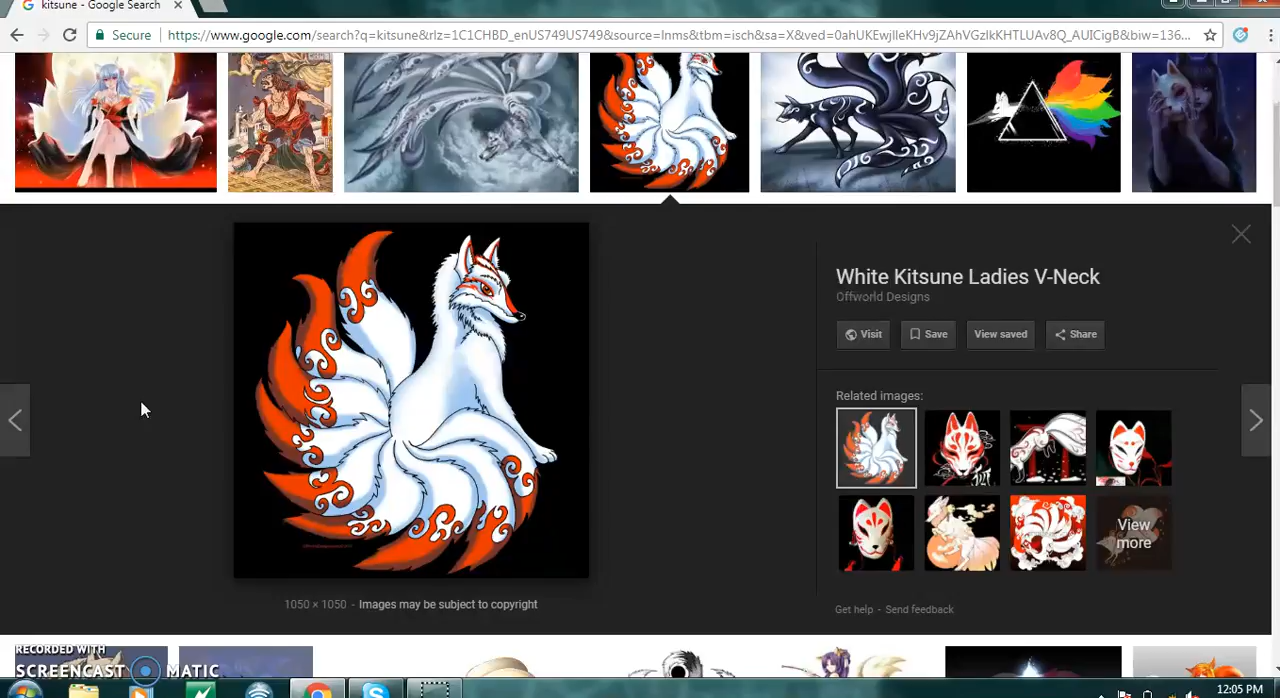 kitsune - Google Search
Secure
https://www.google.com/search?q=kitsune&rlz=1C1CHBD_enUS749US749&source=lnms&tbm=isch&sa=X&ved=0ahUKEwjlleKHv9jZAhVGzlkKHTLUAv8Q_AUICigB&biw=136...
White Kitsune Ladies V-Neck
Offworld Designs
Visit
Save
View saved
Share
Related images:
View
more
1050 × 1050 - Images may be subject to copyright
Get help - Send feedback
RECORDED WITH
SCREENCAST MATIC
12:05 PM